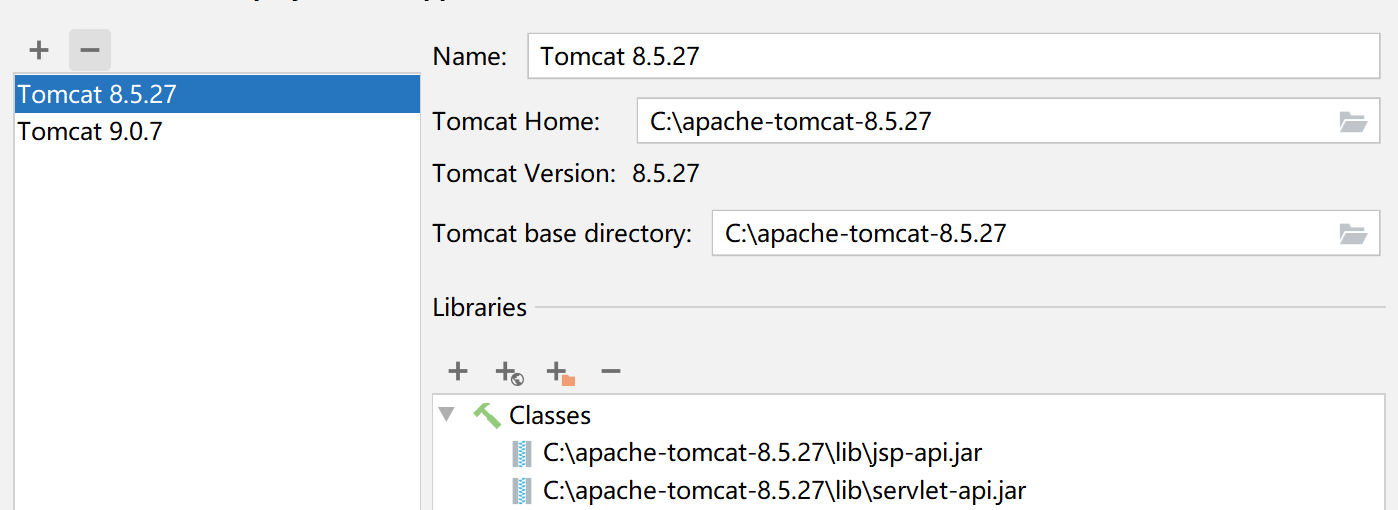 Tomcat 8.5.27
Tomcat 9.0.7
Name: Tomcat 8.5.27
Tomcat Home: C:\apache-tomcat-8.5.27
Tomcat Version: 8.5.27
Tomcat base directory: C:\apache-tomcat-8.5.27
Libraries
Classes
C:\apache-tomcat-8.5.27\lib\jsp-api.jar
C:\apache-tomcat-8.5.27\lib\servlet-api.jar